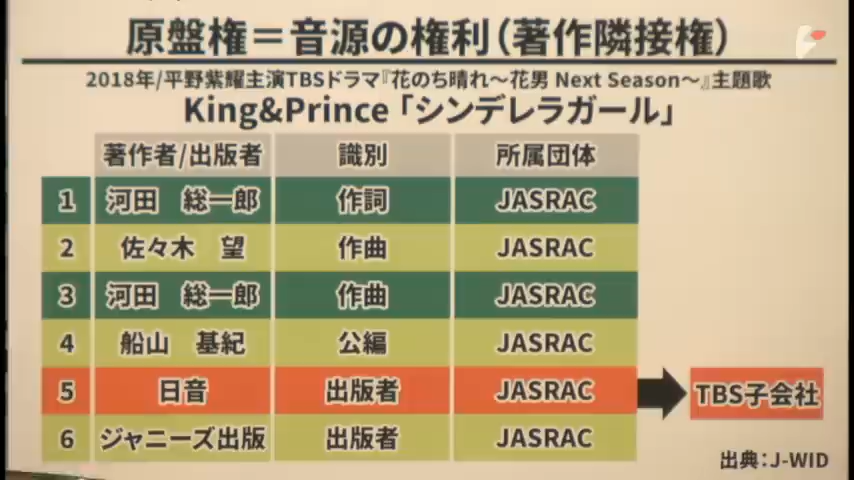 原盤権＝音源の権利（著作隣接権）
2018年/平野紫耀主演TBSドラマ『花のち晴れ〜花男 Next Season〜』主題歌
King&Prince「シンデレラガール」
著作者/出版者 識別 所属団体
1 河田 総一郎 作詞 JASRAC
2 佐々木 望 作曲 JASRAC
3 河田 総一郎 作曲 JASRAC
4 船山 基紀 公編 JASRAC
5 日音 出版者 JASRAC TBS子会社
6 ジャニーズ出版 出版者 JASRAC
出典：J-WID